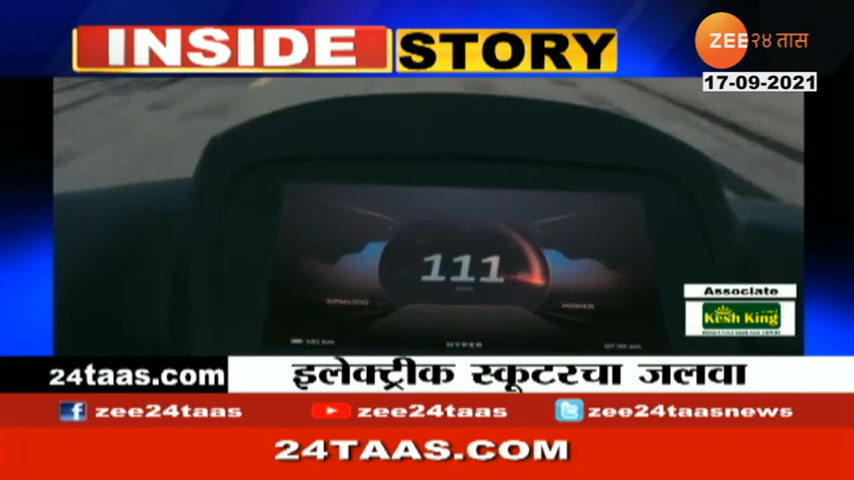 INSIDE STORY
ZEE २४ तास
17-09-2021
111
POWER
HYPER
Associate
Kesh King
24taas.com
इलेक्ट्रीक स्कूटरचा जलवा
zee24taas
zee24taas
zee24taasnews
24TAAS.COM